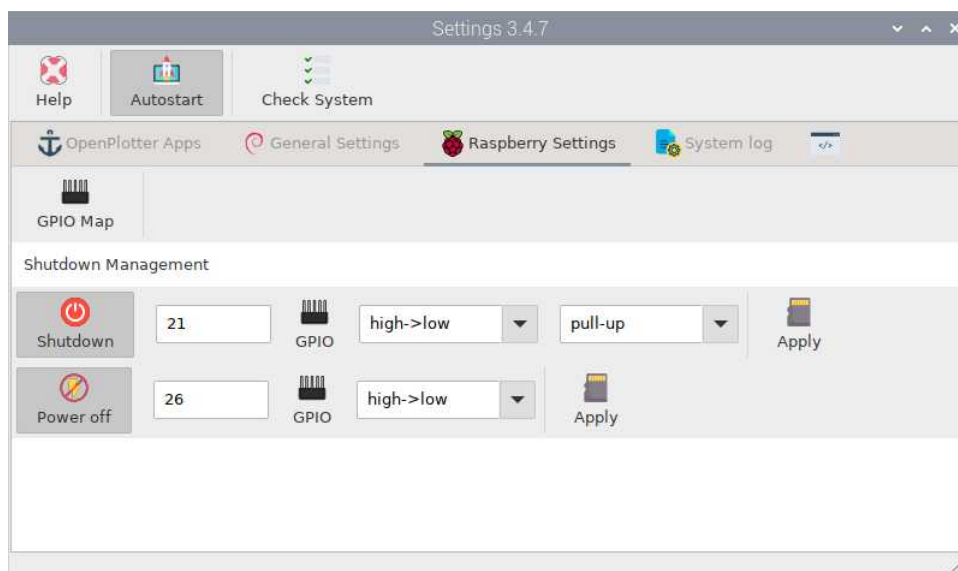 Settings 3.4.7
Help Autostart Check System
OpenPlotter Apps General Settings Raspberry Settings System log </>
GPIO Map
Shutdown Management
Shutdown 21 GPIO high->low pull-up Apply
Power off 26 GPIO high->low Apply